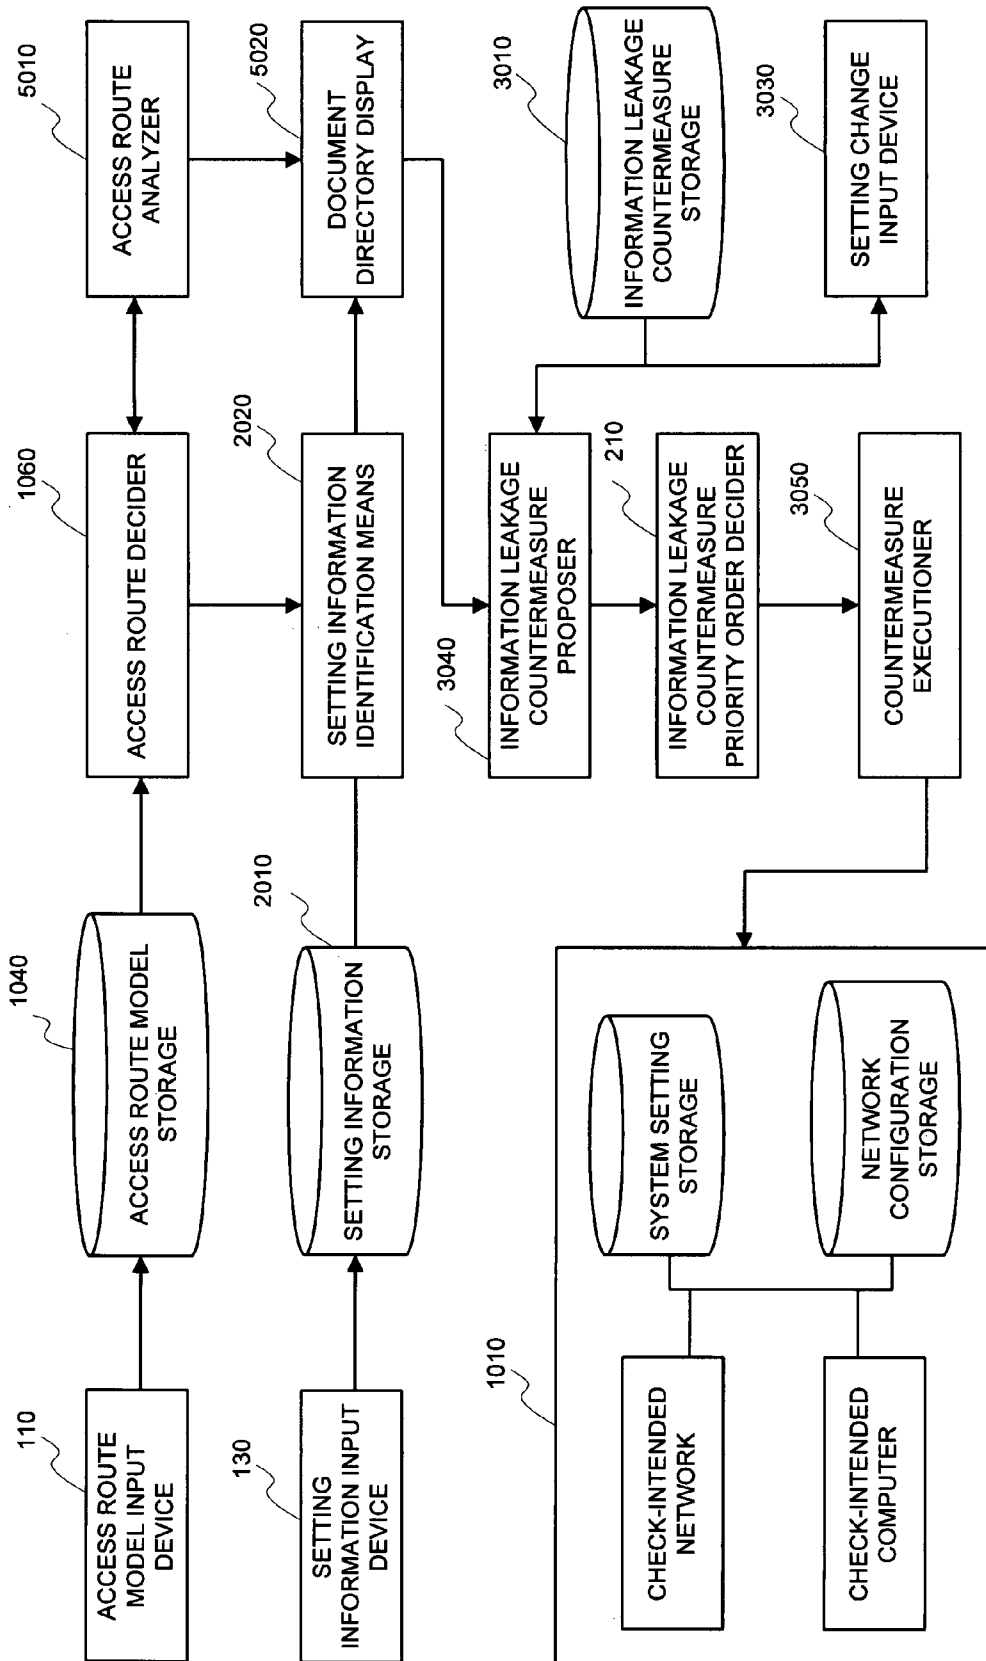 110
ACCESS ROUTE
MODEL INPUT
DEVICE
1040
ACCESS ROUTE MODEL
STORAGE
1060
ACCESS ROUTE DECIDER
5010
ACCESS ROUTE
ANALYZER
130
SETTING
INFORMATION INPUT
DEVICE
2010
SETTING INFORMATION
STORAGE
2020
SETTING INFORMATION
IDENTIFICATION MEANS
5020
DOCUMENT
DIRECTORY DISPLAY
3040
INFORMATION LEAKAGE
COUNTERMEASURE
PROPOSER
3010
INFORMATION LEAKAGE
COUNTERMEASURE
STORAGE
210
INFORMATION LEAKAGE
COUNTERMEASURE
PRIORITY ORDER DECIDER
3030
SETTING CHANGE
INPUT DEVICE
3050
COUNTERMEASURE
EXECUTIONER
1010
CHECK-INTENDED
NETWORK
SYSTEM SETTING
STORAGE
CHECK-INTENDED
COMPUTER
NETWORK
CONFIGURATION
STORAGE